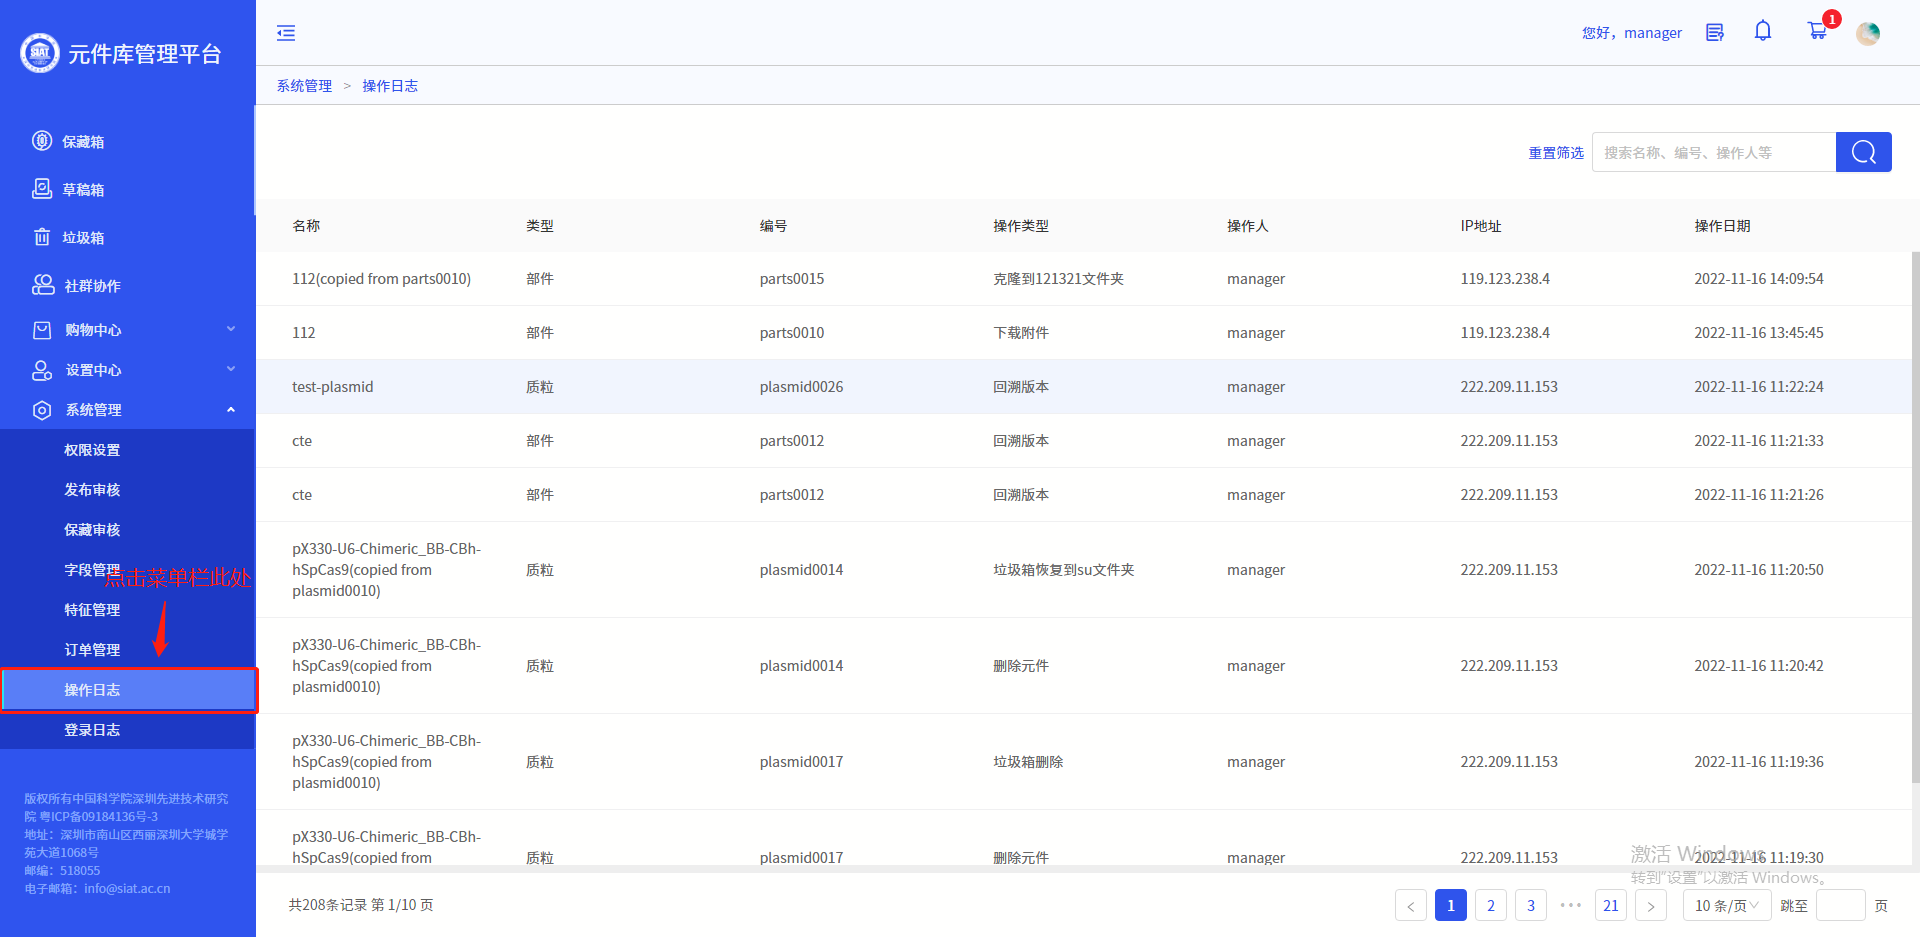 SIAT
元件库管理平台
保藏箱
草稿箱
垃圾箱
社群协作
购物中心
设置中心
系统管理
权限设置
发布审核
保藏审核
字段管理
点击菜单栏此处
特征管理
订单管理
操作日志
登录日志
版权所有中国科学院深圳先进技术研究
院 粤ICP备09184136号-3
地址：深圳市南山区西丽深圳大学城学
苑大道1068号
邮编：518055
电子邮箱：info@siat.ac.cn
您好，manager
1
系统管理 > 操作日志
重置筛选 搜索名称、编号、操作人等
名称 类型 编号 操作类型 操作人 IP地址 操作日期
112(copied from parts0010) 部件 parts0015 克隆到121321文件夹 manager 119.123.238.4 2022-11-16 14:09:54
112 部件 parts0010 下载附件 manager 119.123.238.4 2022-11-16 13:45:45
test-plasmid 质粒 plasmid0026 回溯版本 manager 222.209.11.153 2022-11-16 11:22:24
cte 部件 parts0012 回溯版本 manager 222.209.11.153 2022-11-16 11:21:33
cte 部件 parts0012 回溯版本 manager 222.209.11.153 2022-11-16 11:21:26
pX330-U6-Chimeric_BB-CBh-
hSpCas9(copied from 质粒 plasmid0014 垃圾箱恢复到su文件夹 manager 222.209.11.153 2022-11-16 11:20:50
plasmid0010)
pX330-U6-Chimeric_BB-CBh-
hSpCas9(copied from 质粒 plasmid0014 删除元件 manager 222.209.11.153 2022-11-16 11:20:42
plasmid0010)
pX330-U6-Chimeric_BB-CBh-
hSpCas9(copied from 质粒 plasmid0017 垃圾箱删除 manager 222.209.11.153 2022-11-16 11:19:36
plasmid0010)
pX330-U6-Chimeric_BB-CBh-
hSpCas9(copied from 质粒 plasmid0017 删除元件 manager 222.209.11.153 2022-11-16 11:19:30
激活 Windows
转到“设置”以激活 Windows。
共208条记录 第 1/10 页
< 1 2 3 ••• 21 > 10 条/页 跳至 页